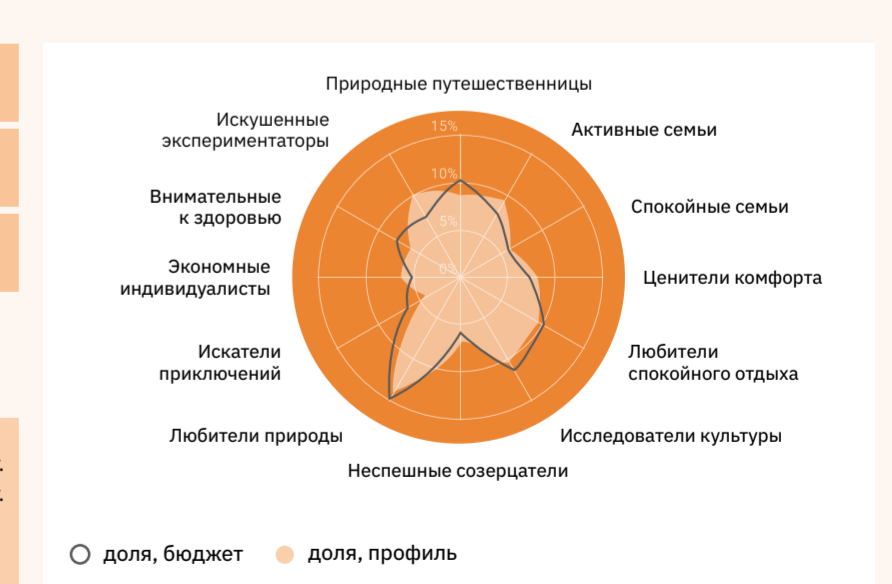 Природные путешественницы
Искушенные
экспериментаторы
15%
Активные семьи
10%
Внимательные
к здоровью
Спокойные семьи
5%
Экономные
индивидуалисты
0%
Ценители комфорта
Искатели
приключений
Любители
спокойного отдыха
Любители природы
Исследователи культуры
Неспешные созерцатели
доля, бюджет
доля, профиль